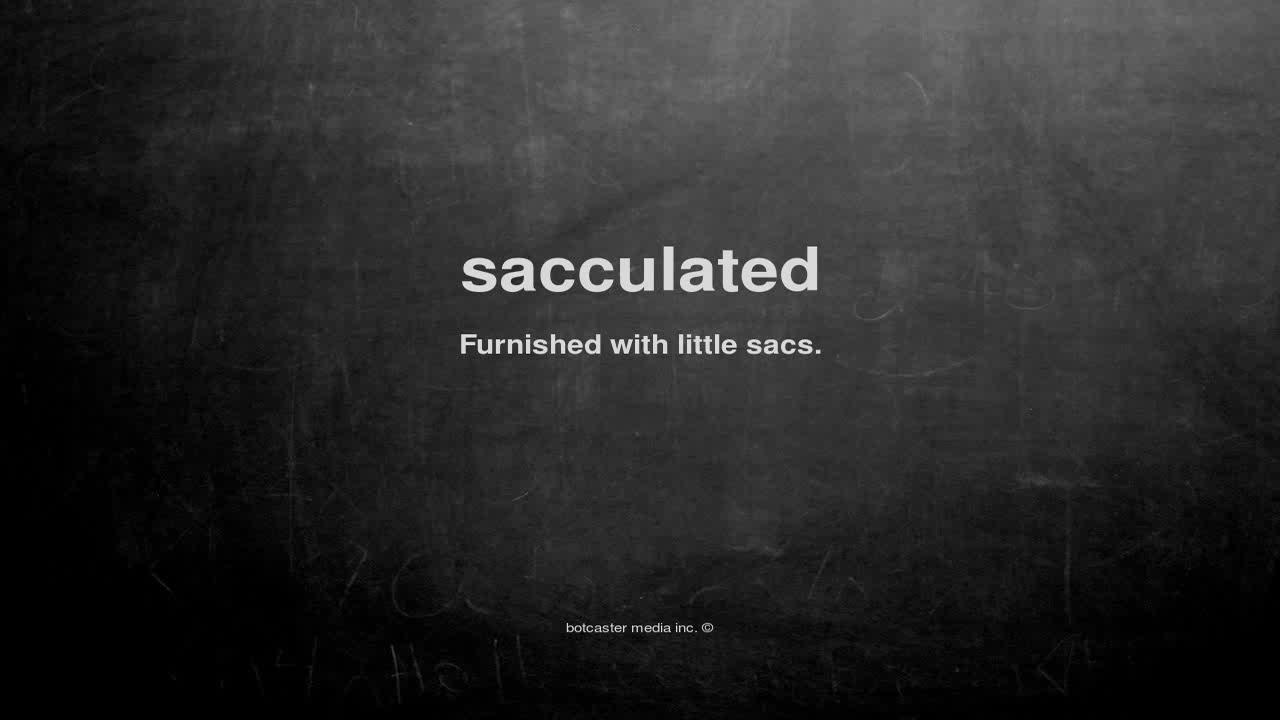 sacculated
Furnished with little sacs.
botcaster media inc. ©